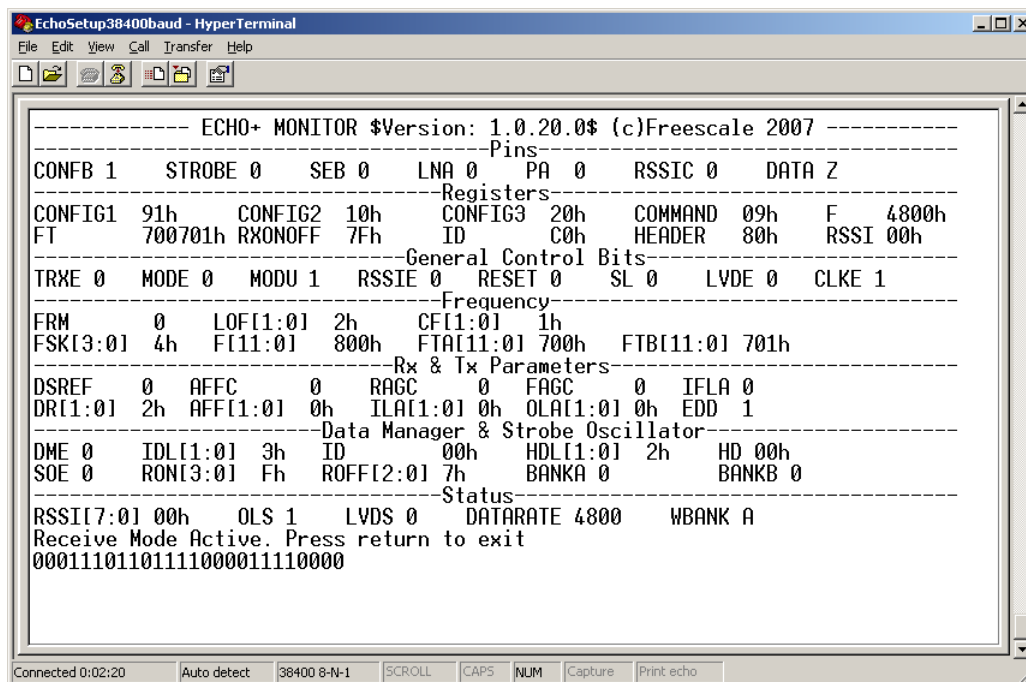 EchoSetup38400baud - HyperTerminal
File Edit View Call Transfer Help
------------- ECHO+ MONITOR $Version: 1.0.20.0$ (c)Freescale 2007 -----------
--------------------------------------Pins-----------------------------------
CONFB 1 STROBE 0 SEB 0 LNA 0 PA 0 RSSIC 0 DATA Z
----------------------------------Registers----------------------------------
CONFIG1 91h CONFIG2 10h CONFIG3 20h COMMAND 09h F 4800h
FT 700701h RXONOFF 7Fh ID C0h HEADER 80h RSSI 00h
-------------------------------General Control Bits--------------------------
TRXE 0 MODE 0 MODU 1 RSSIE 0 RESET 0 SL 0 LVDE 0 CLKE 1
----------------------------------Frequency----------------------------------
FRM 0 LOF[1:0] 2h CF[1:0] 1h
FSK[3:0] 4h F[11:0] 800h FTA[11:0] 700h FTB[11:0] 701h
------------------------------Rx & Tx Parameters-----------------------------
DSREF 0 AFFC 0 RAGC 0 FAGC 0 IFLA 0
DR[1:0] 2h AFF[1:0] 0h ILA[1:0] 0h OLA[1:0] 0h EDD 1
------------------------Data Manager & Strobe Oscillator---------------------
DME 0 IDL[1:0] 3h ID 00h HDL[1:0] 2h HD 00h
SOE 0 RON[3:0] Fh ROFF[2:0] 7h BANKA 0 BANKB 0
----------------------------------Status-------------------------------------
RSSI[7:0] 00h OLS 1 LVDS 0 DATARATE 4800 WBANK A
Receive Mode Active. Press return to exit
00011101101111000011110000
Connected 0:02:20 Auto detect 38400 8-N-1 SCROLL CAPS NUM Capture Print echo